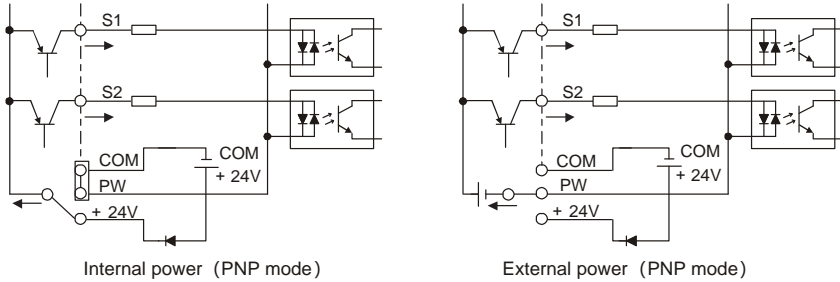 S1
S2
COM
PW
+ 24V
COM
+ 24V
Internal power (PNP mode)
S1
S2
COM
PW
+ 24V
COM
+ 24V
External power (PNP mode)